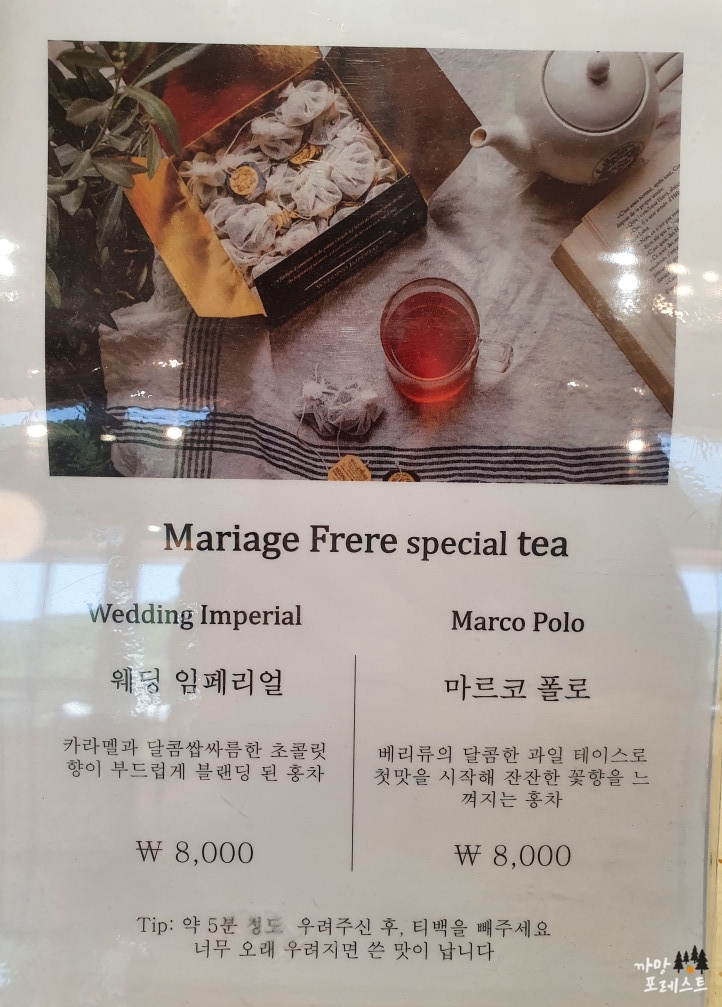 Mariage Frere special tea
Wedding Imperial
웨딩 임페리얼
카라멜과 달콤쌉싸름한 초콜릿
향이 부드럽게 블랜딩 된 홍차
₩ 8,000
Marco Polo
마르코 폴로
베리류의 달콤한 과일 테이스로
첫맛을 시작해 잔잔한 꽃향을 느
껴지는 홍차
₩ 8,000
Tip: 약 5분 정도 우려주신 후, 티백을 빼주세요
너무 오래 우려지면 쓴 맛이 납니다
까망
포레스트